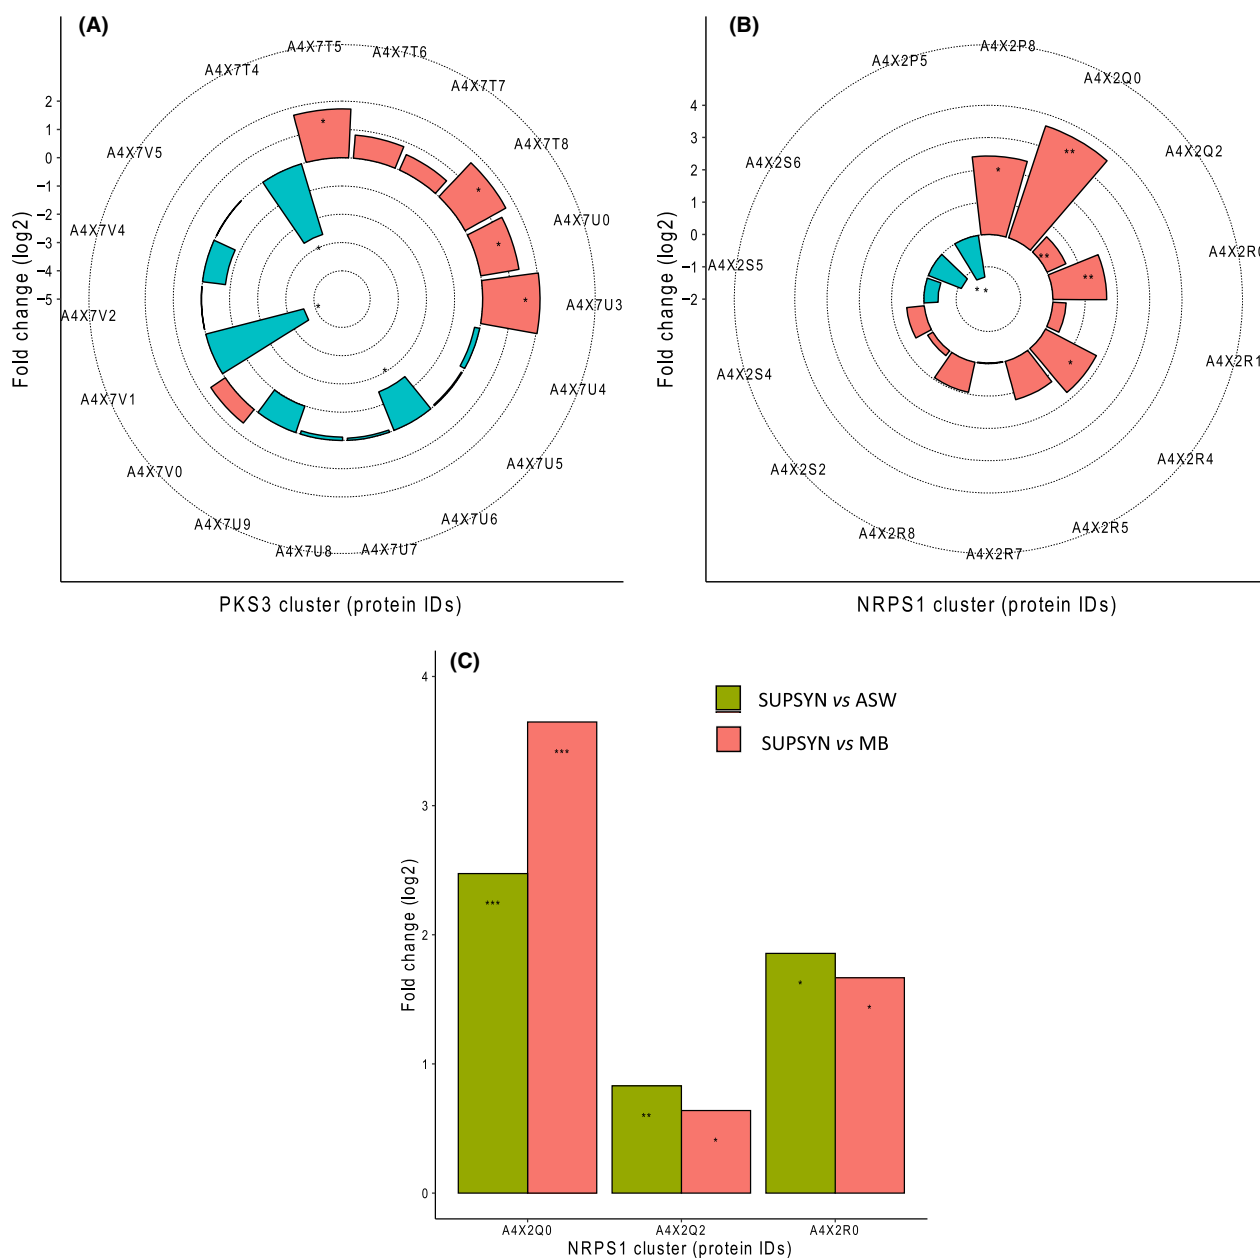 (A)
A4X7T5
A4X7T6
A4X7T4
A4X7T7
A4X7T8
A4X7V5
A4X7U0
A4X7V4
A4X7V2
A4X7U3
A4X7V1
A4X7U4
A4X7V0
A4X7U5
A4X7U9
A4X7U6
A4X7U8
A4X7U7
2
1
0
−1
−2
−3
−4
−5
Fold change (log2)
* * * * * * *
PKS3 cluster (protein IDs)
(B)
A4X2P8
A4X2P5
A4X2Q0
A4X2S6
A4X2Q2
A4X2S5
A4X2R0
A4X2S4
A4X2R1
A4X2S2
A4X2R4
A4X2R8
A4X2R5
A4X2R7
4
3
2
1
0
−1
−2
Fold change (log2)
* ** ** ** * * *
NRPS1 cluster (protein IDs)
(C)
SUPSYN vs ASW
SUPSYN vs MB
4
3
2
1
0
Fold change (log2)
*** *** ** * * *
A4X2Q0 A4X2Q2 A4X2R0
NRPS1 cluster (protein IDs)